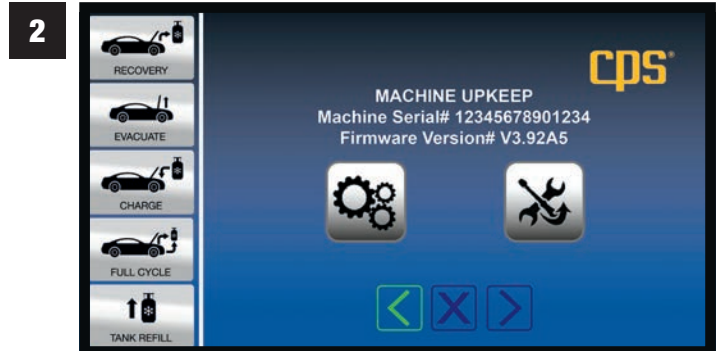 2
RECOVERY
EVACUATE
CHARGE
FULL CYCLE
TANK REFILL
cps®
MACHINE UPKEEP
Machine Serial# 12345678901234
Firmware Version# V3.92A5